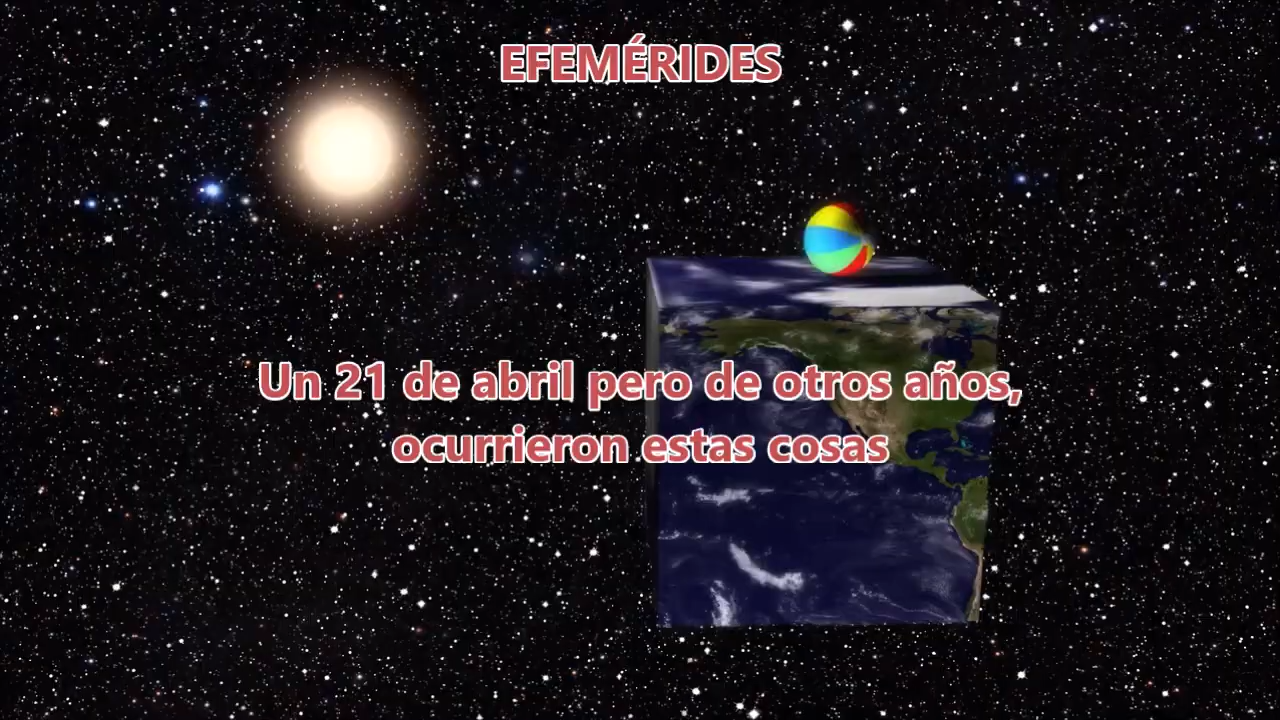 EFEMÉRIDES
Un 21 de abril pero de otros años,
ocurrieron estas cosas